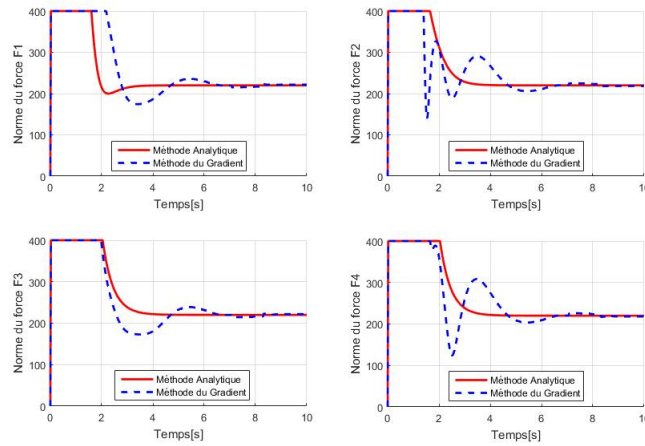 400
300
200
100
0
Norme du force F1
Méthode Analytique
Méthode du Gradient
0 2 4 6 8 10
Temps[s]
400
300
200
100
0
Norme du force F2
Méthode Analytique
Méthode du Gradient
0 2 4 6 8 10
Temps[s]
400
300
200
100
0
Norme du force F3
Méthode Analytique
Méthode du Gradient
0 2 4 6 8 10
Temps[s]
400
300
200
100
0
Norme du force F4
Méthode Analytique
Méthode du Gradient
0 2 4 6 8 10
Temps[s]